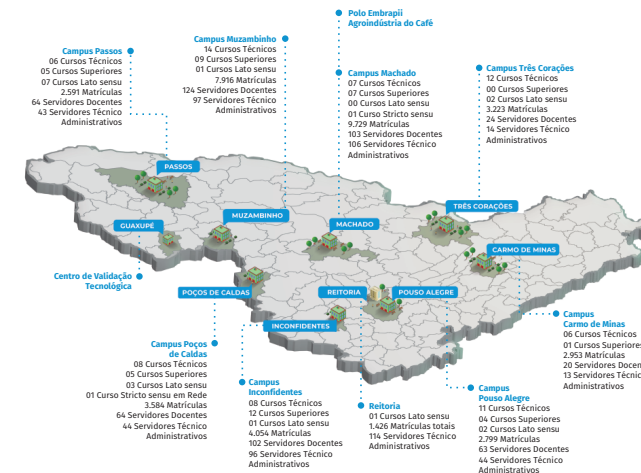 Polo Embrapii
Agroindústria do Café
Campus Passos
06 Cursos Técnicos
05 Cursos Superiores
07 Cursos Lato sensu
2.591 Matrículas
64 Servidores Docentes
43 Servidores Técnico
Administrativos
Campus Muzambinho
14 Cursos Técnicos
09 Cursos Superiores
01 Cursos Lato sensu
7.916 Matrículas
124 Servidores Docentes
97 Servidores Técnico
Administrativos
Campus Machado
07 Cursos Técnicos
07 Cursos Superiores
00 Cursos Lato sensu
01 Curso Stricto sensu
9.729 Matrículas
103 Servidores Docentes
106 Servidores Técnico
Administrativos
Campus Três Corações
12 Cursos Técnicos
00 Cursos Superiores
02 Cursos Lato sensu
3.223 Matrículas
24 Servidores Docentes
14 Servidores Técnico
Administrativos
PASSOS
GUAXUPÉ
MUZAMBINHO
MACHADO
TRÊS CORAÇÕES
CARMO DE MINAS
POÇOS DE CALDAS
REITORIA
POUSO ALEGRE
INCONFIDENTES
Centro de Validação
Tecnológica
Campus Poços
de Caldas
08 Cursos Técnicos
05 Cursos Superiores
03 Cursos Lato sensu
01 Curso Stricto sensu em Rede
3.584 Matrículas
64 Servidores Docentes
44 Servidores Técnico
Administrativos
Campus
Inconfidentes
08 Cursos Técnicos
12 Cursos Superiores
01 Cursos Lato sensu
4.054 Matrículas
102 Servidores Docentes
96 Servidores Técnico
Administrativos
Reitoria
01 Cursos Lato sensu
1.426 Matrículas totais
114 Servidores Técnico
Administrativos
Campus
Pouso Alegre
11 Cursos Técnicos
04 Cursos Superiores
02 Cursos Lato sensu
2.799 Matrículas
63 Servidores Docentes
44 Servidores Técnico
Administrativos
Campus
Carmo de Minas
06 Cursos Técnicos
01 Cursos Superiores
2.953 Matrículas
20 Servidores Docen
13 Servidores Técnic
Administrativos